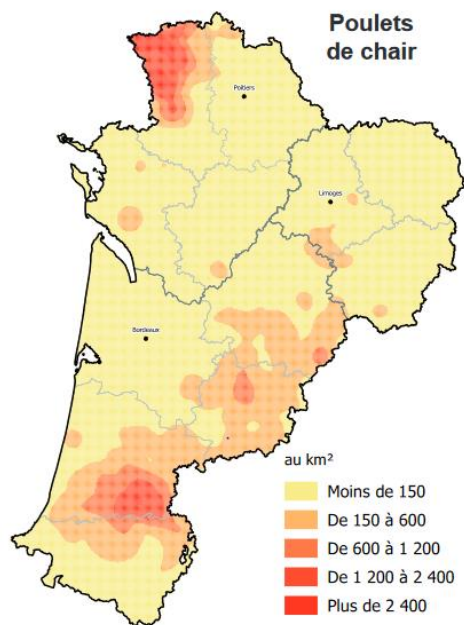 Poulets
de chair
Poitiers
Limoges
Bordeaux
au km²
Moins de 150
De 150 à 600
De 600 à 1 200
De 1 200 à 2 400
Plus de 2 400